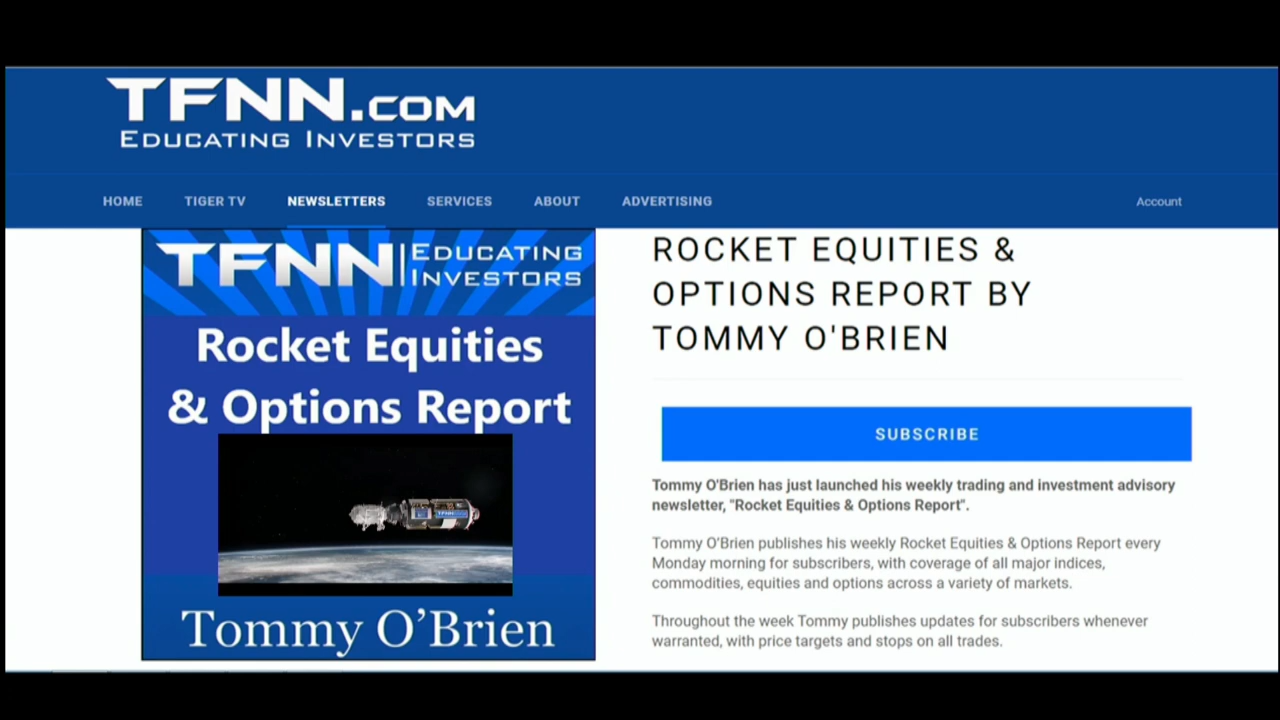 TFNN.COM
EDUCATING INVESTORS
HOME TIGER TV NEWSLETTERS SERVICES ABOUT ADVERTISING Account
TFNN EDUCATING INVESTORS
Rocket Equities
& Options Report
TFNN
Tommy O’Brien
ROCKET EQUITIES &
OPTIONS REPORT BY
TOMMY O'BRIEN
SUBSCRIBE
Tommy O'Brien has just launched his weekly trading and investment advisory
newsletter, "Rocket Equities & Options Report".
Tommy O'Brien publishes his weekly Rocket Equities & Options Report every
Monday morning for subscribers, with coverage of all major indices,
commodities, equities and options across a variety of markets.
Throughout the week Tommy publishes updates for subscribers whenever
warranted, with price targets and stops on all trades.